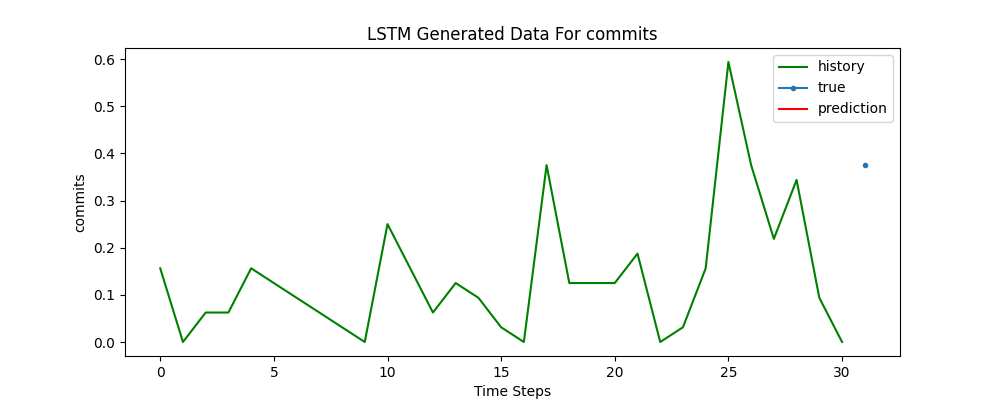 LSTM Generated Data For commits
history
true
prediction
0.6
0.5
0.4
0.3
0.2
0.1
0.0
commits
0 5 10 15 20 25 30
Time Steps